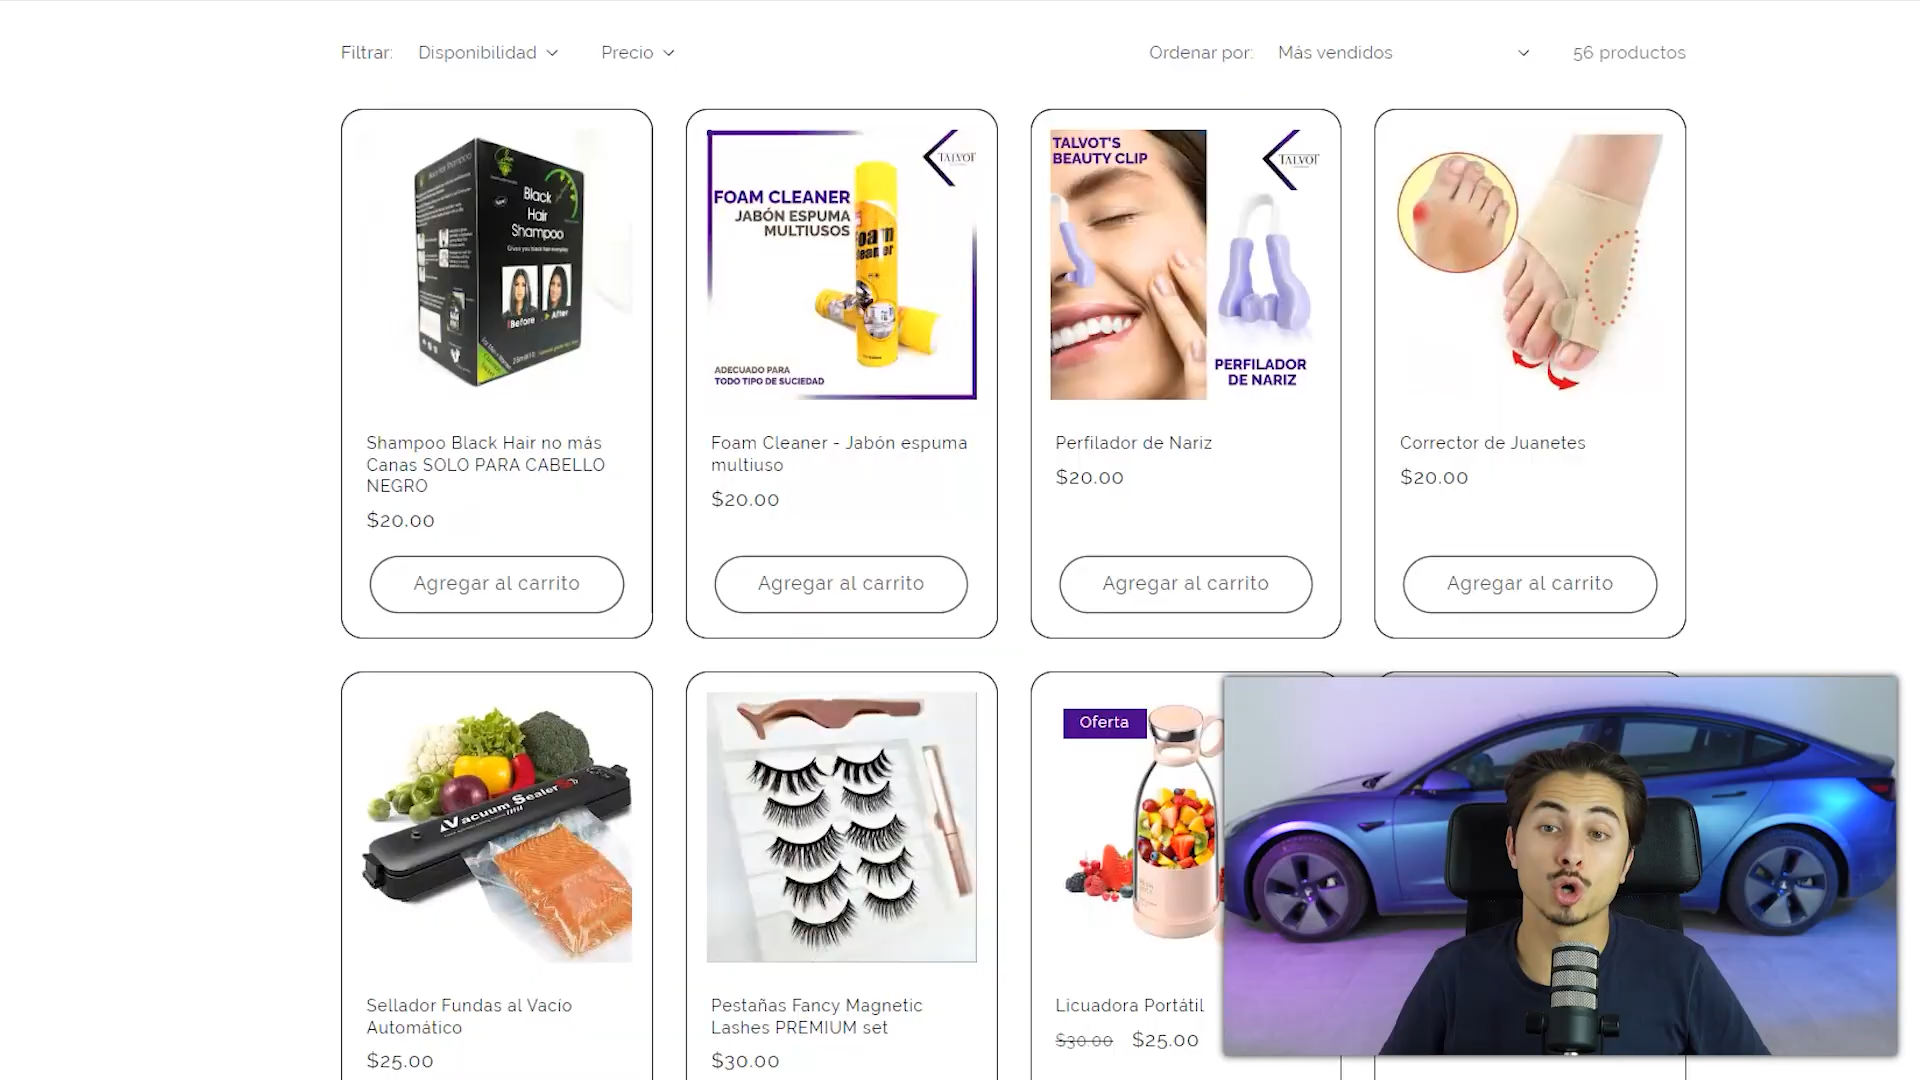 Filtrar:
Disponibilidad
Precio
Ordenar por:
Más vendidos
56 productos
Black
Hair
Shampoo
Before
After
TALVOT
FOAM CLEANER
JABÓN ESPUMA
MULTIUSOS
Foam
Cleaner
ADECUADO PARA
TODO TIPO DE SUCIEDAD
TALVOT'S
BEAUTY CLIP
TALVOT
PERFILADOR
DE NARIZ
Shampoo Black Hair no más
Canas SOLO PARA CABELLO
NEGRO
$20.00
Agregar al carrito
Foam Cleaner - Jabón espuma
multiuso
$20.00
Agregar al carrito
Perfilador de Nariz
$20.00
Agregar al carrito
Corrector de Juanetes
$20.00
Agregar al carrito
Vacuum Sealer
Oferta
Sellador Fundas al Vacío
Automático
$25.00
Pestañas Fancy Magnetic
Lashes PREMIUM set
$30.00
Licuadora Portátil
$30.00 $25.00